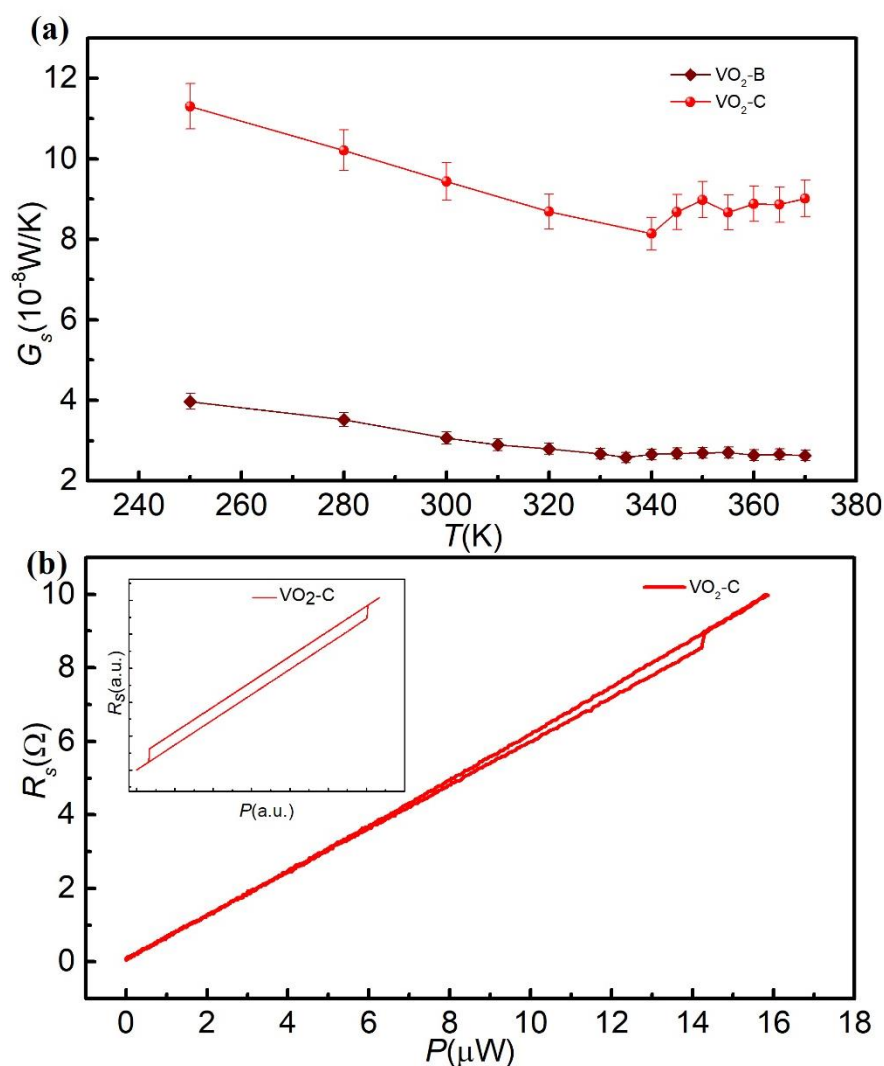 (a)
12
10
8
6
4
2
G_s(10^-8W/K)
VO₂-B
VO₂-C
240 260 280 300 320 340 360 380
T(K)
(b)
10
8
6
4
2
0
R_s(Ω)
VO2-C
R_s(a.u.)
P(a.u.)
VO₂-C
0 2 4 6 8 10 12 14 16 18
P(μW)